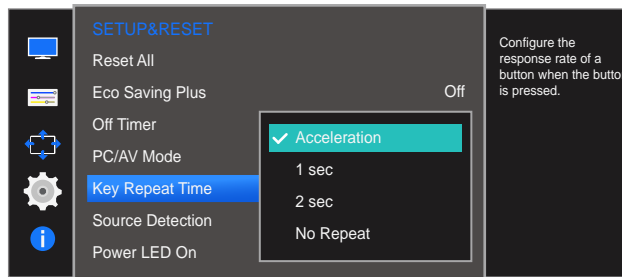 SETUP&RESET
Reset All
Eco Saving Plus Off
Off Timer
PC/AV Mode
Key Repeat Time
Source Detection
Power LED On
Acceleration
1 sec
2 sec
No Repeat
Configure the
response rate of a
button when the butto
is pressed.